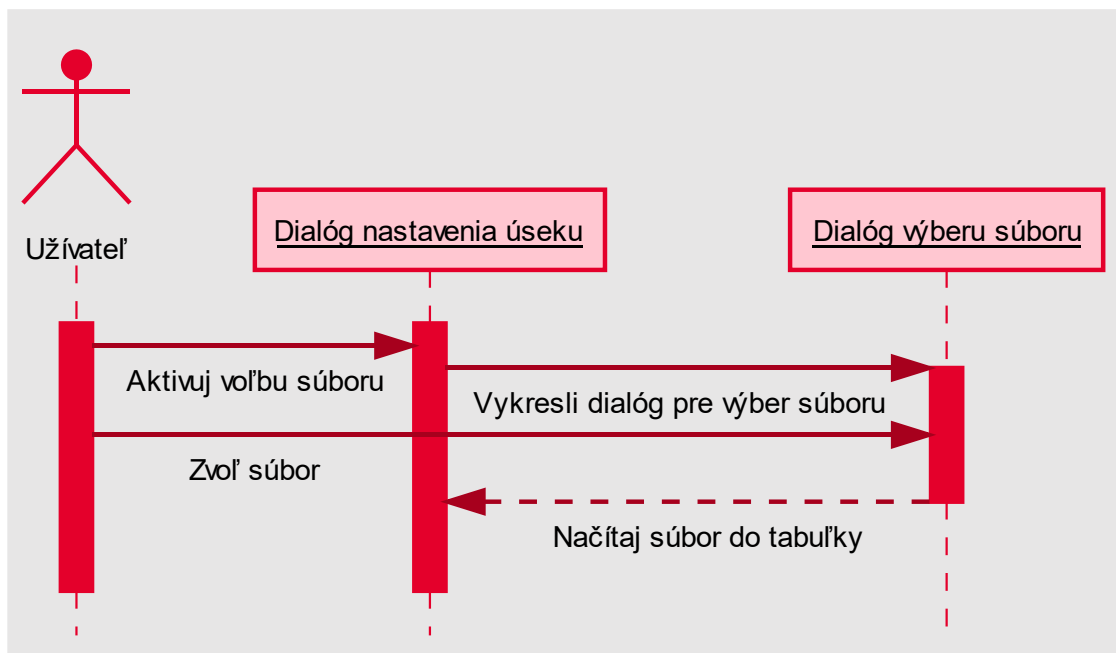 Užívateľ
Dialóg nastavenia úseku
Dialóg výberu súboru
Aktivuj voľbu súboru
Vykresli dialóg pre výber súboru
Zvoľ súbor
Načítaj súbor do tabuľky